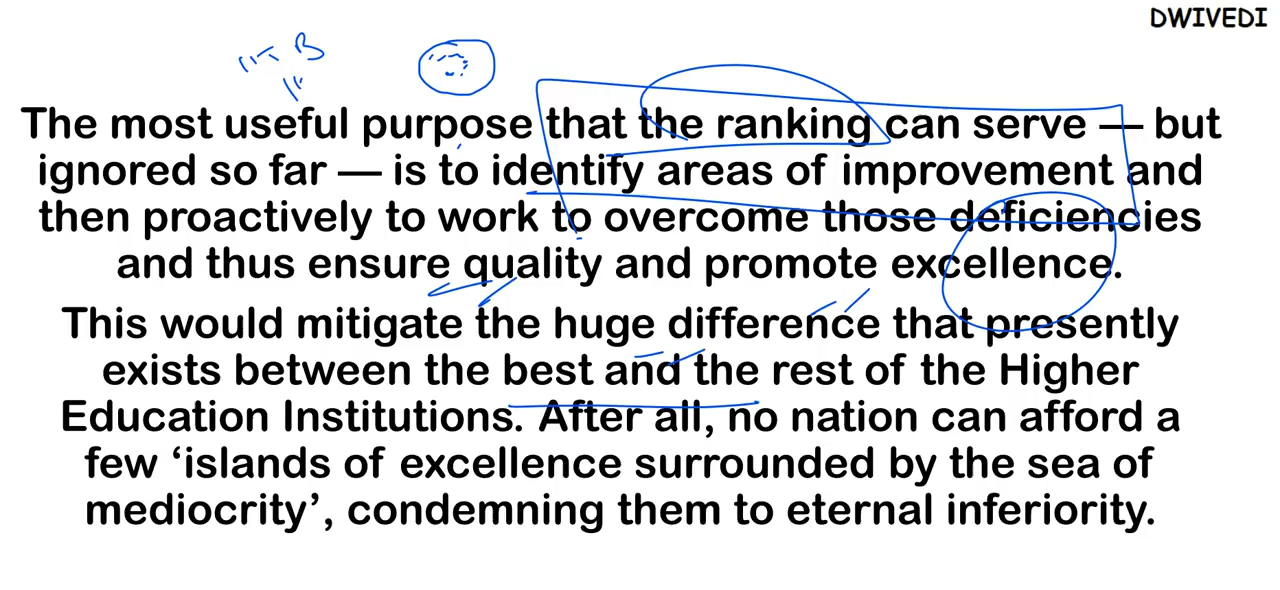 DWIVEDI
The most useful purpose that the ranking can serve — but
ignored so far — is to identify areas of improvement and
then proactively to work to overcome those deficiencies
and thus ensure quality and promote excellence.
This would mitigate the huge difference that presently
exists between the best and the rest of the Higher
Education Institutions. After all, no nation can afford a
few ‘islands of excellence surrounded by the sea of
mediocrity’, condemning them to eternal inferiority.